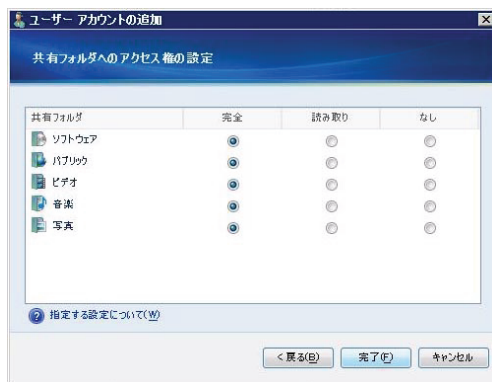 ユーザー アカウントの追加
共有フォルダへのアクセス権の設定
共有フォルダ 完全 読み取り なし
ソフトウェア
パブリック
ビデオ
音楽
写真
指定する設定について(W)
< 戻る(B) 完了(F) キャンセル